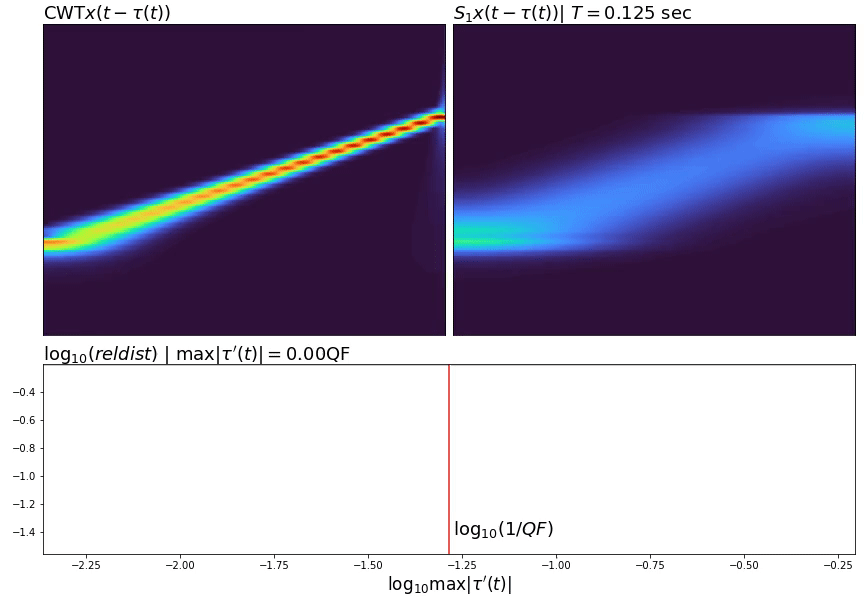 CWTx(t − τ(t))
S₁x(t − τ(t))| T = 0.125 sec
log₁₀(reldist) | max|τ′(t)| = 0.00QF
−0.4
−0.6
−0.8
−1.0
−1.2
−1.4
log₁₀(1/QF)
−2.25 −2.00 −1.75 −1.50 −1.25 −1.00 −0.75 −0.50 −0.25
log₁₀max|τ′(t)|